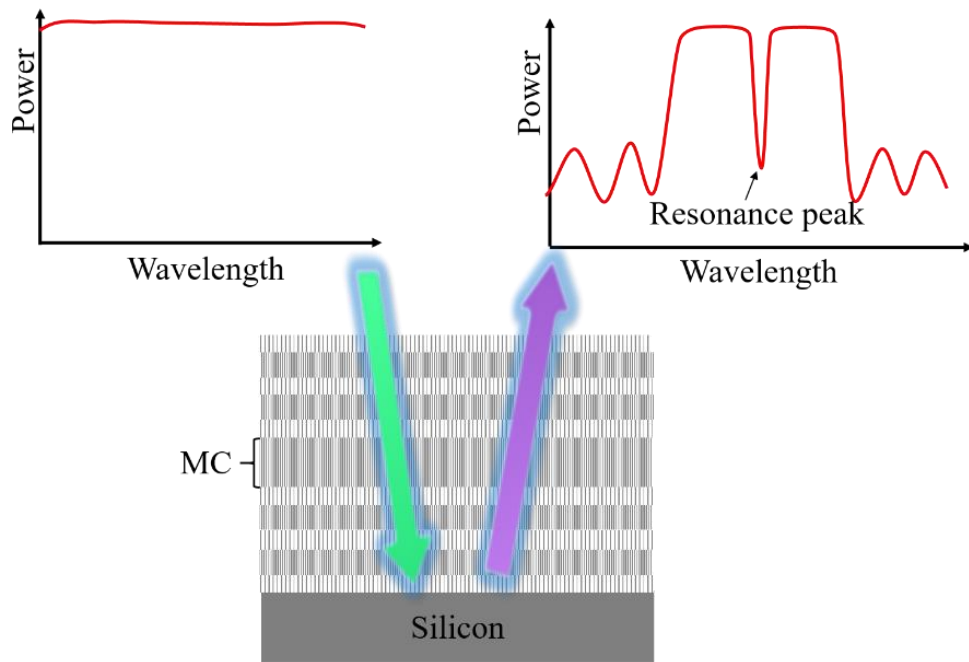 Power
Wavelength
Power
Resonance peak
Wavelength
MC
Silicon